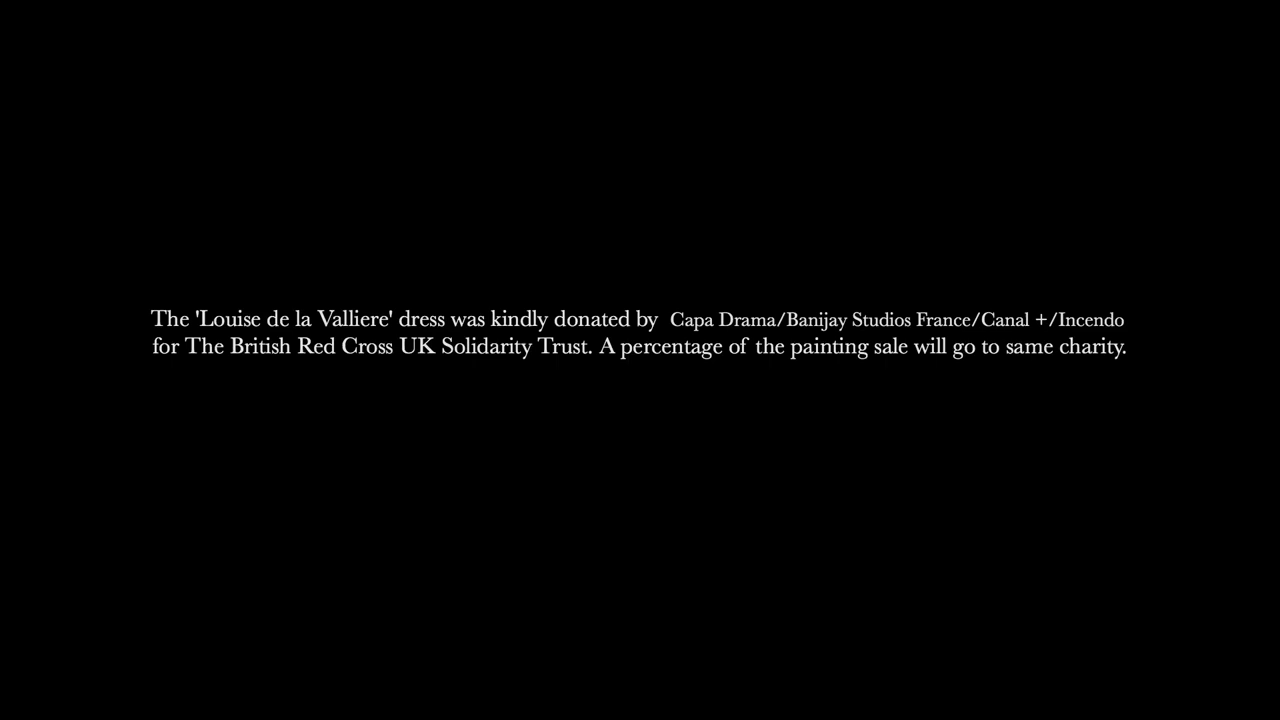 The 'Louise de la Valliere' dress was kindly donated by Capa Drama/Banijay Studios France/Canal +/Incendo
for The British Red Cross UK Solidarity Trust. A percentage of the painting sale will go to same charity.